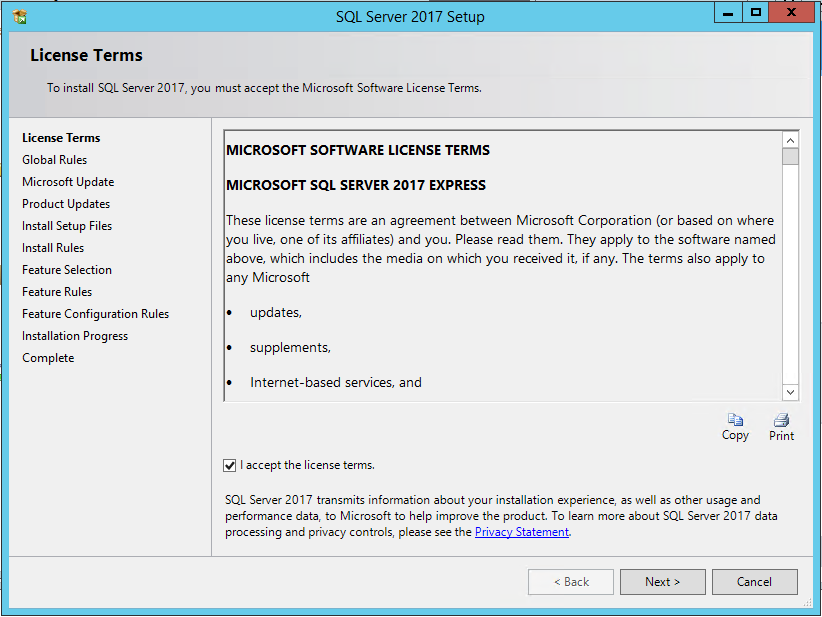 SQL Server 2017 Setup
License Terms
To install SQL Server 2017, you must accept the Microsoft Software License Terms.
License Terms
Global Rules
Microsoft Update
Product Updates
Install Setup Files
Install Rules
Feature Selection
Feature Rules
Feature Configuration Rules
Installation Progress
Complete
MICROSOFT SOFTWARE LICENSE TERMS
MICROSOFT SQL SERVER 2017 EXPRESS
These license terms are an agreement between Microsoft Corporation (or based on where
you live, one of its affiliates) and you. Please read them. They apply to the software named
above, which includes the media on which you received it, if any. The terms also apply to
any Microsoft
• updates,
• supplements,
• Internet-based services, and
Copy
Print
I accept the license terms.
SQL Server 2017 transmits information about your installation experience, as well as other usage and
performance data, to Microsoft to help improve the product. To learn more about SQL Server 2017 data
processing and privacy controls, please see the Privacy Statement.
< Back
Next >
Cancel